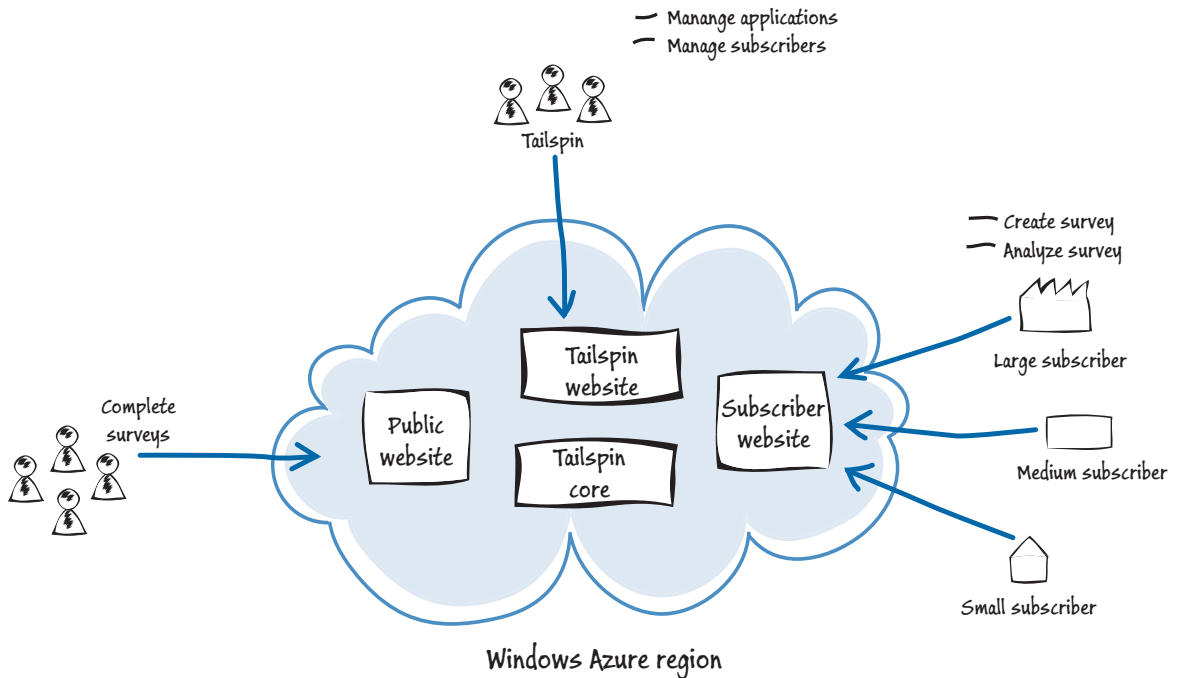 Manange applications
Manage subscribers
Tailspin
Create survey
Analyze survey
Large subscriber
Tailspin
website
Subscriber
website
Public
website
Complete
surveys
Tailspin
core
Medium subscriber
Small subscriber
Windows Azure region